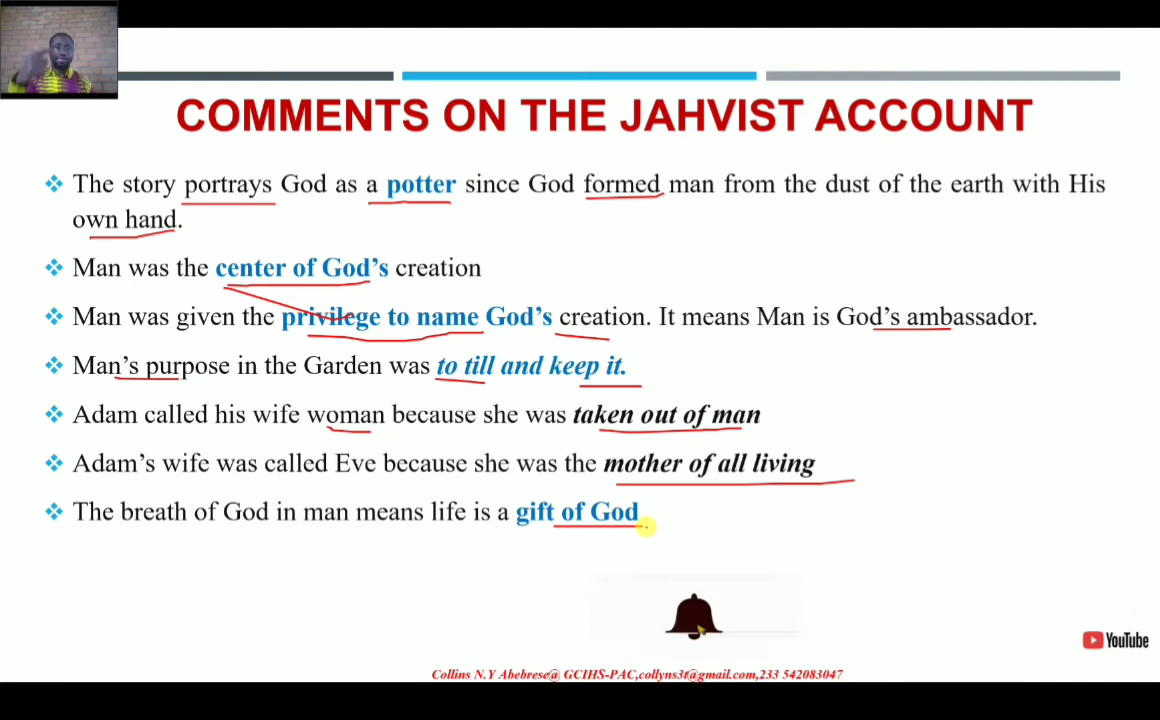 COMMENTS ON THE JAHVIST ACCOUNT
❖ The story portrays God as a potter since God formed man from the dust of the earth with His
own hand.
❖ Man was the center of God's creation
❖ Man was given the privilege to name God's creation. It means Man is God's ambassador.
❖ Man's purpose in the Garden was to till and keep it.
❖ Adam called his wife woman because she was taken out of man
❖ Adam's wife was called Eve because she was the mother of all living
❖ The breath of God in man means life is a gift of God
YouTube
Collins N.Y Abebrese@ GCIHS-PAC,collyns3t@gmail.com,233 542083047